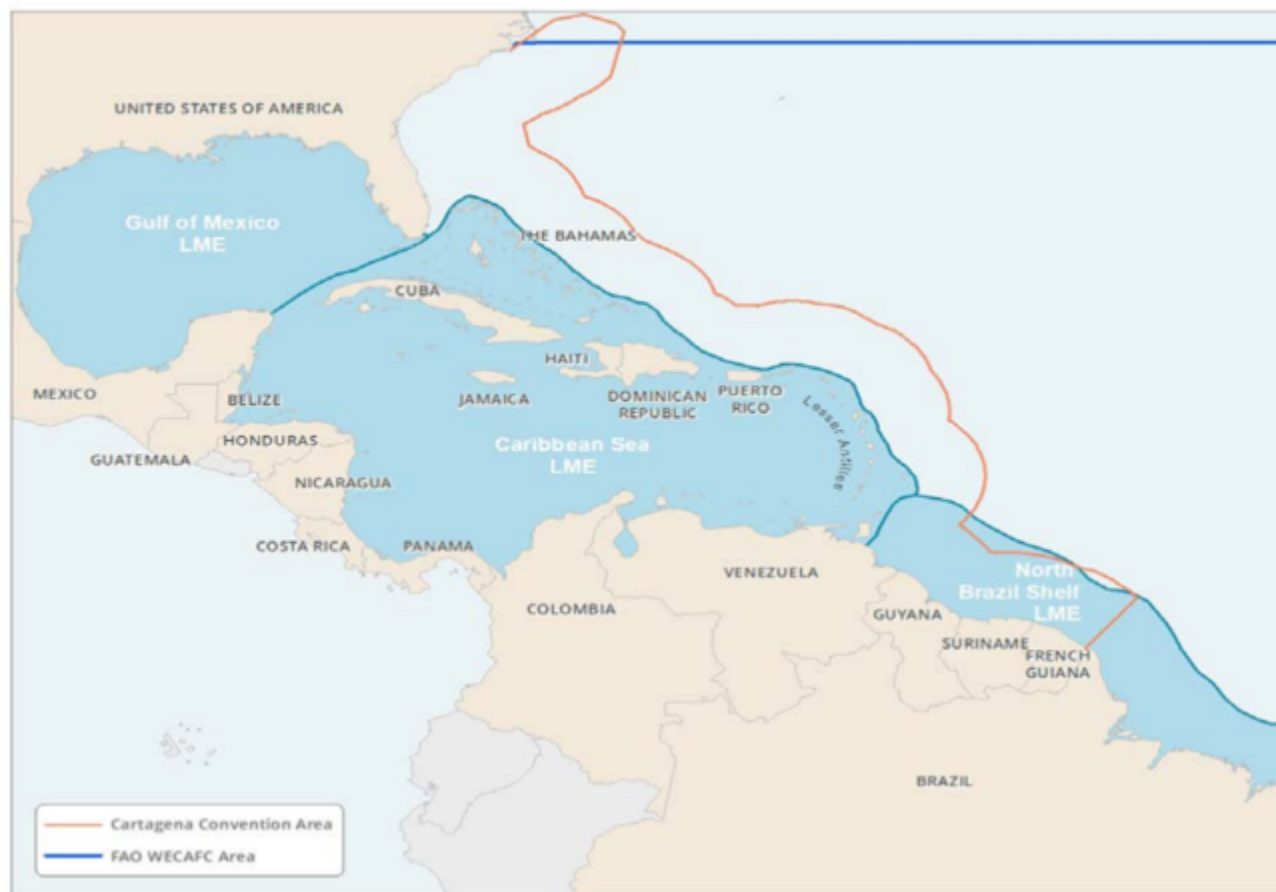 UNITED STATES OF AMERICA
Gulf of Mexico
LME
THE BAHAMAS
CUBA
HAITI
MEXICO
BELIZE
JAMAICA
DOMINICAN
REPUBLIC
PUERTO
RICO
Lesser Antilles
HONDURAS
GUATEMALA
Caribbean Sea
LME
NICARAGUA
COSTA RICA
PANAMA
VENEZUELA
North
Brazil Shelf
LME
COLOMBIA
GUYANA
SURINAME
FRENCH
GUIANA
BRAZIL
Cartagena Convention Area
FAO WECAFC Area